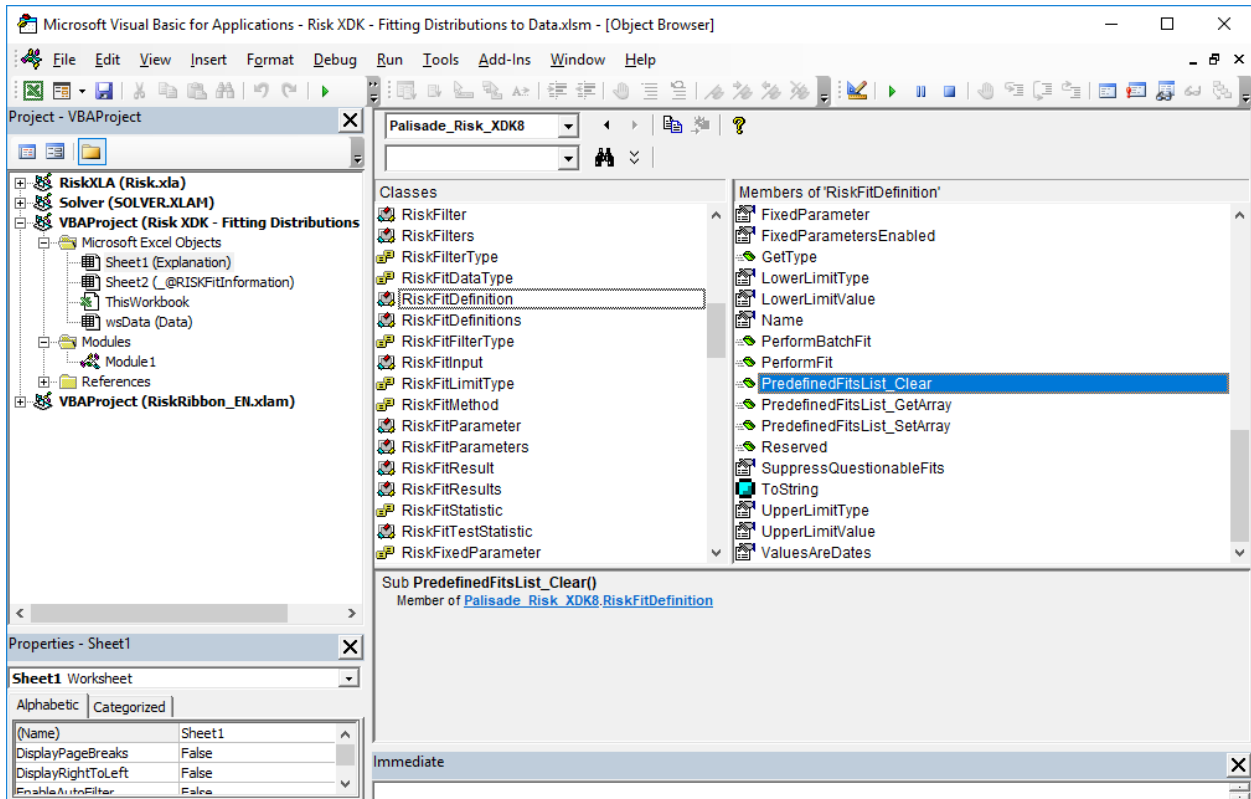 Microsoft Visual Basic for Applications - Risk XDK - Fitting Distributions to Data.xlsm - [Object Browser]
File Edit View Insert Format Debug Run Tools Add-Ins Window Help
Project - VBAProject
RiskXLA (Risk.xla)
Solver (SOLVER.XLAM)
VBAProject (Risk XDK - Fitting Distributions
Microsoft Excel Objects
Sheet1 (Explanation)
Sheet2 (_@RISKFitInformation)
ThisWorkbook
wsData (Data)
Modules
Module1
References
VBAProject (RiskRibbon_EN.xlam)
Properties - Sheet1
Sheet1 Worksheet
Alphabetic Categorized
(Name) Sheet1
DisplayPageBreaks False
DisplayRightToLeft False
EnableAutoFilter False
Palisade_Risk_XDK8
Classes
RiskFilter
RiskFilters
RiskFilterType
RiskFitDataType
RiskFitDefinition
RiskFitDefinitions
RiskFitFilterType
RiskFitInput
RiskFitLimitType
RiskFitMethod
RiskFitParameter
RiskFitParameters
RiskFitResult
RiskFitResults
RiskFitStatistic
RiskFitTestStatistic
RiskFixedParameter
Members of 'RiskFitDefinition'
FixedParameter
FixedParametersEnabled
GetType
LowerLimitType
LowerLimitValue
Name
PerformBatchFit
PerformFit
PredefinedFitsList_Clear
PredefinedFitsList_GetArray
PredefinedFitsList_SetArray
Reserved
SuppressQuestionableFits
ToString
UpperLimitType
UpperLimitValue
ValuesAreDates
Sub PredefinedFitsList_Clear()
Member of Palisade_Risk_XDK8.RiskFitDefinition
Immediate